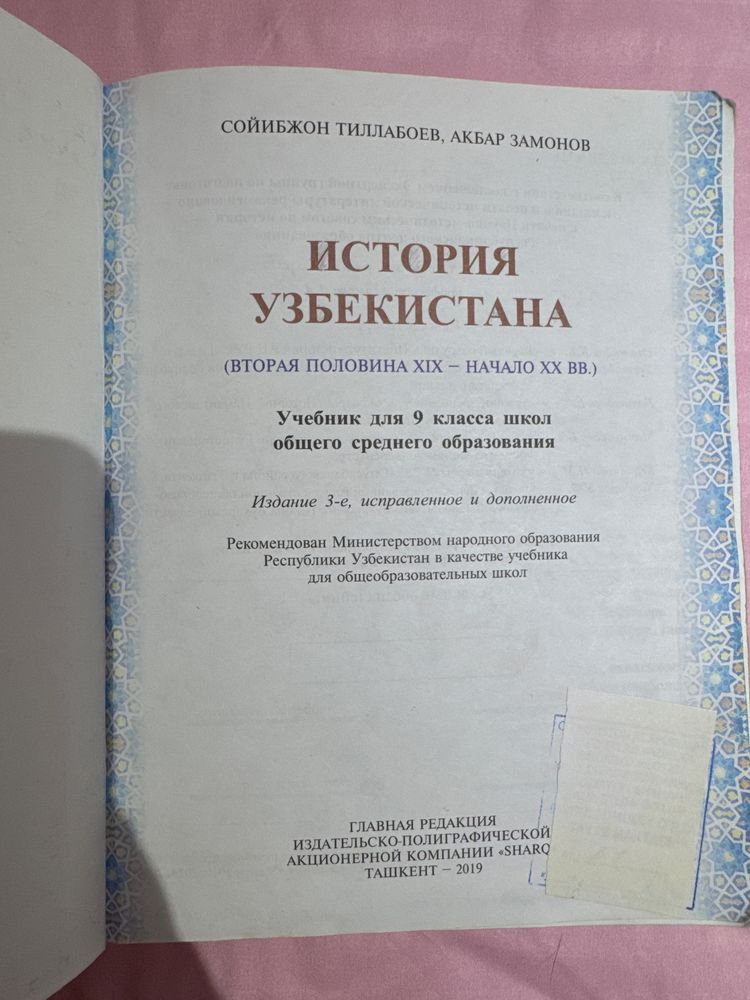 СОЙИБЖОН ТИЛЛАБОЕВ, АКБАР ЗАМОНОВ
ИСТОРИЯ
УЗБЕКИСТАНА
(ВТОРАЯ ПОЛОВИНА XIX – НАЧАЛО XX ВВ.)
Учебник для 9 класса школ
общего среднего образования
Издание 3-е, исправленное и дополненное
Рекомендован Министерством народного образования
Республики Узбекистан в качестве учебника
для общеобразовательных школ
ГЛАВНАЯ РЕДАКЦИЯ
ИЗДАТЕЛЬСКО-ПОЛИГРАФИЧЕСКОЙ
АКЦИОНЕРНОЙ КОМПАНИИ «SHARQ
ТАШКЕНТ – 2019